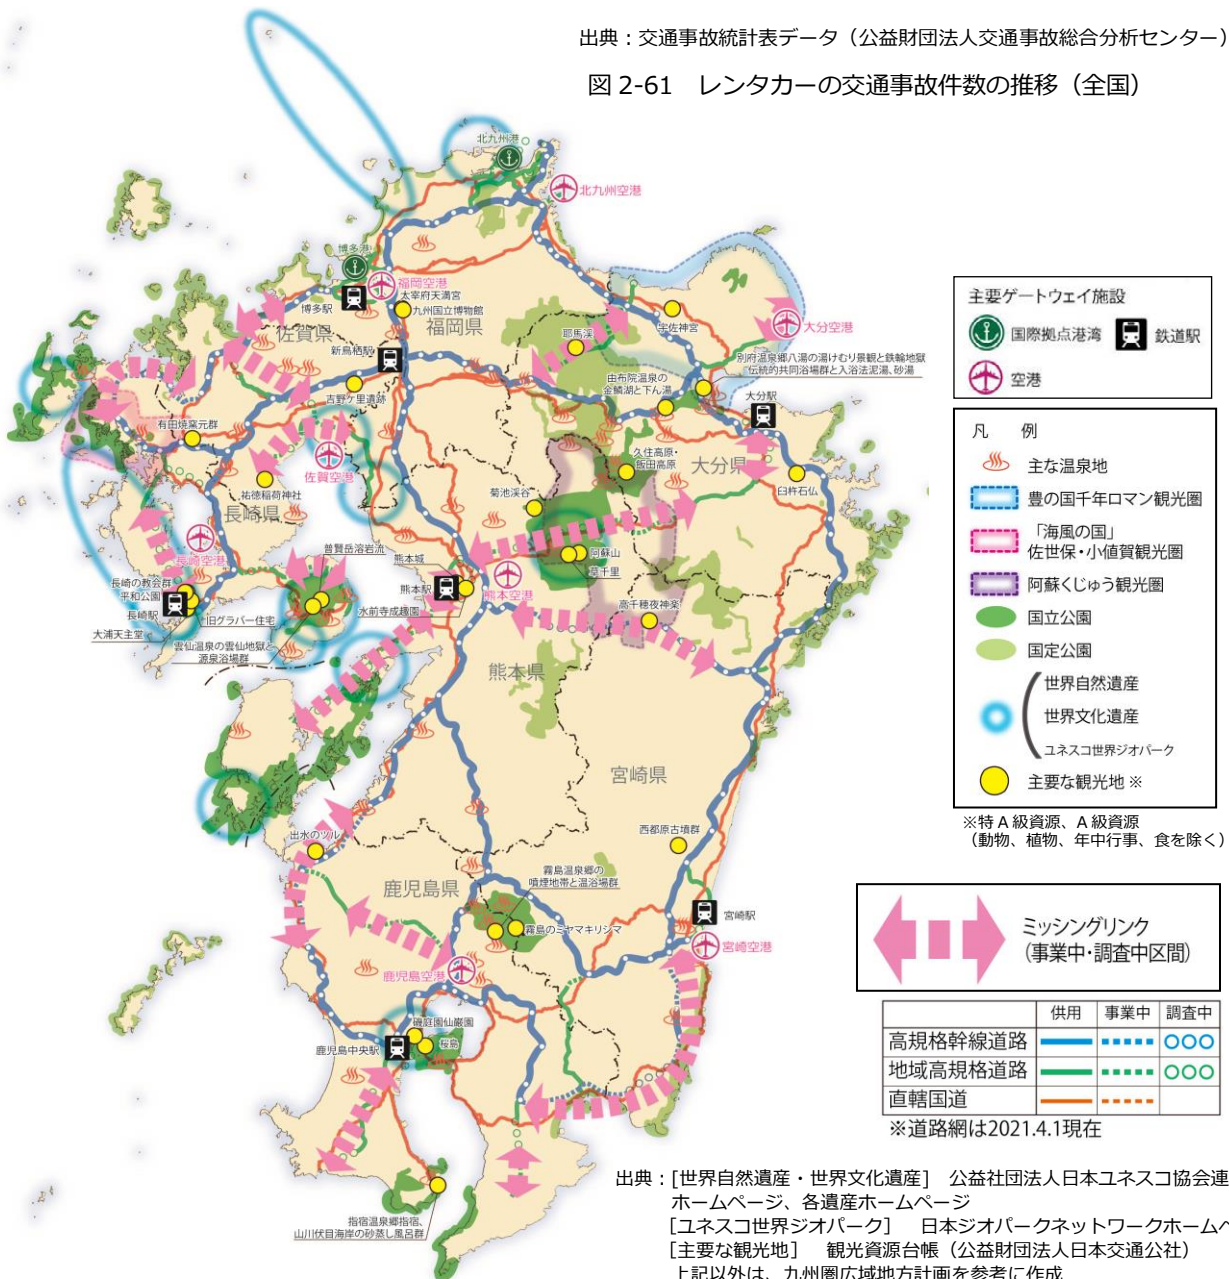 出典：交通事故統計表データ（公益財団法人交通事故総合分析センター）
図 2-61　レンタカーの交通事故件数の推移（全国）
北九州港
北九州空港
博多港
福岡空港
博多駅
太宰府天満宮
九州国立博物館
福岡県
佐賀県
新鳥栖駅
耶馬渓
宇佐神宮
大分空港
別府温泉郷八湯の湯けむり景観と鉄輪地獄
伝統的共同浴場群と入浴法泥湯、砂湯
由布院温泉の
金鱗湖と下ん湯
大分駅
吉野ケ里遺跡
有田焼窯元群
佐賀空港
祐徳稲荷神社
長崎県
久住高原・
飯田高原
大分県
臼杵石仏
菊池渓谷
阿蘇山
草千里
普賢岳溶岩流
熊本城
熊本駅
熊本空港
水前寺成趣園
高千穂夜神楽
長崎空港
長崎の教会群
平和公園
長崎駅
旧グラバー住宅
大浦天主堂
雲仙温泉の雲仙地獄と
源泉浴場群
熊本県
宮崎県
西都原古墳群
出水のツル
鹿児島県
霧島温泉郷の
噴煙地帯と温浴場群
霧島のミヤマキリシマ
宮崎駅
宮崎空港
鹿児島空港
磯庭園仙巌園
桜島
鹿児島中央駅
指宿温泉郷指宿、
山川伏目海岸の砂蒸し風呂群
主要ゲートウェイ施設
国際拠点港湾
鉄道駅
空港
凡　例
主な温泉地
豊の国千年ロマン観光圏
「海風の国」
佐世保・小値賀観光圏
阿蘇くじゅう観光圏
国立公園
国定公園
世界自然遺産
世界文化遺産
ユネスコ世界ジオパーク
主要な観光地 ※
※特 A 級資源、A 級資源
（動物、植物、年中行事、食を除く）
ミッシングリンク
（事業中・調査中区間）
供用 事業中 調査中
高規格幹線道路
地域高規格道路
直轄国道
※道路網は2021.4.1現在
出典：[世界自然遺産・世界文化遺産]　公益社団法人日本ユネスコ協会連
ホームページ、各遺産ホームページ
[ユネスコ世界ジオパーク]　日本ジオパークネットワークホーム
[主要な観光地]　観光資源台帳（公益財団法人日本交通公社）
上記以外は、九州圏広域地方計画を参考に作成